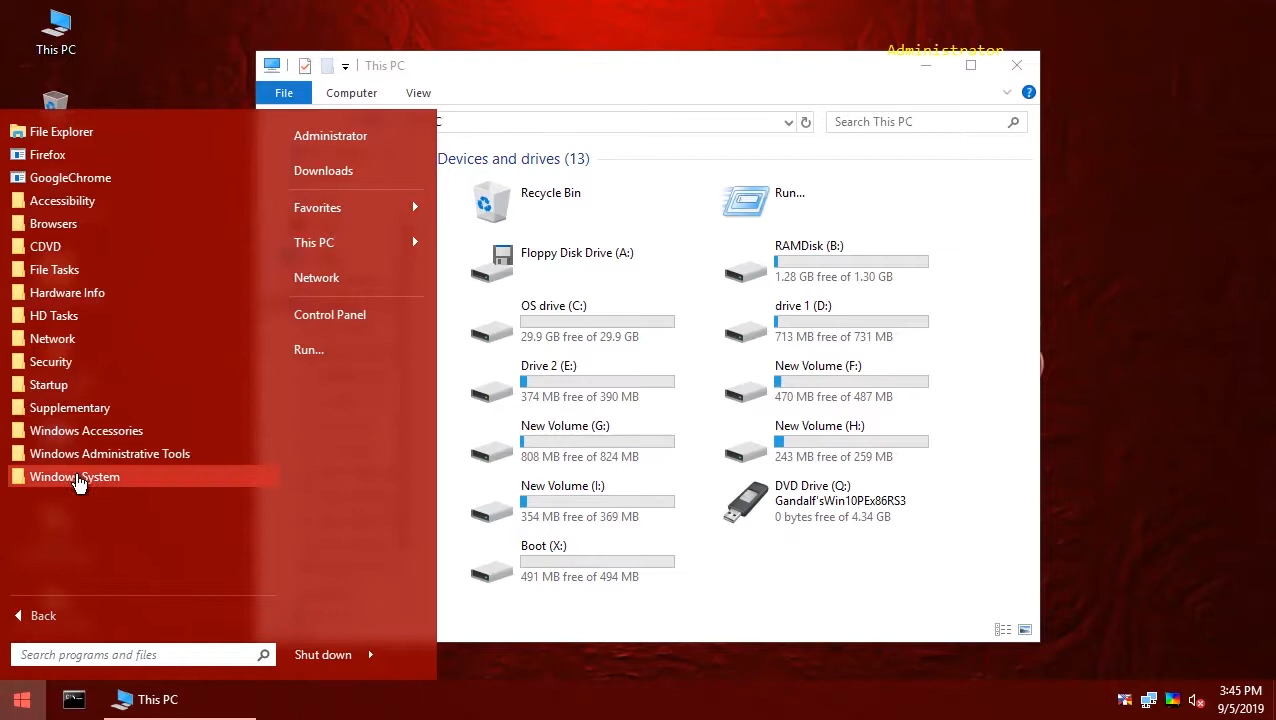 This PC
Administrator
This PC
File
Computer
View
C
Search This PC
File Explorer
Firefox
GoogleChrome
Accessibility
Browsers
CDVD
File Tasks
Hardware Info
HD Tasks
Network
Security
Startup
Supplementary
Windows Accessories
Windows Administrative Tools
Windows System
Back
Search programs and files
Administrator
Downloads
Favorites
This PC
Network
Control Panel
Run...
Shut down
Devices and drives (13)
Recycle Bin
Run...
Floppy Disk Drive (A:)
RAMDisk (B:)
1.28 GB free of 1.30 GB
OS drive (C:)
29.9 GB free of 29.9 GB
drive 1 (D:)
713 MB free of 731 MB
Drive 2 (E:)
374 MB free of 390 MB
New Volume (F:)
470 MB free of 487 MB
New Volume (G:)
808 MB free of 824 MB
New Volume (H:)
243 MB free of 259 MB
New Volume (I:)
354 MB free of 369 MB
DVD Drive (Q:)
Gandalf'sWin10PEx86RS3
0 bytes free of 4.34 GB
Boot (X:)
491 MB free of 494 MB
This PC
3:45 PM
9/5/2019